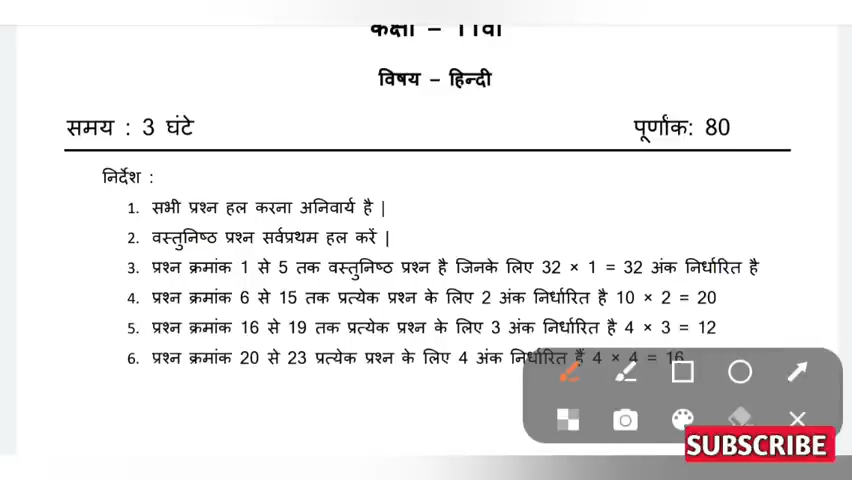 कक्षा – 11वी
विषय – हिन्दी
समय : 3 घंटे पूर्णांक: 80
निर्देश :
1. सभी प्रश्न हल करना अनिवार्य है |
2. वस्तुनिष्ठ प्रश्न सर्वप्रथम हल करें |
3. प्रश्न क्रमांक 1 से 5 तक वस्तुनिष्ठ प्रश्न है जिनके लिए 32 × 1 = 32 अंक निर्धारित है
4. प्रश्न क्रमांक 6 से 15 तक प्रत्येक प्रश्न के लिए 2 अंक निर्धारित है 10 × 2 = 20
5. प्रश्न क्रमांक 16 से 19 तक प्रत्येक प्रश्न के लिए 3 अंक निर्धारित है 4 × 3 = 12
6. प्रश्न क्रमांक 20 से 23 प्रत्येक प्रश्न के लिए 4 अंक निर्धारित हैं 4 × 4 = 16
SUBSCRIBE